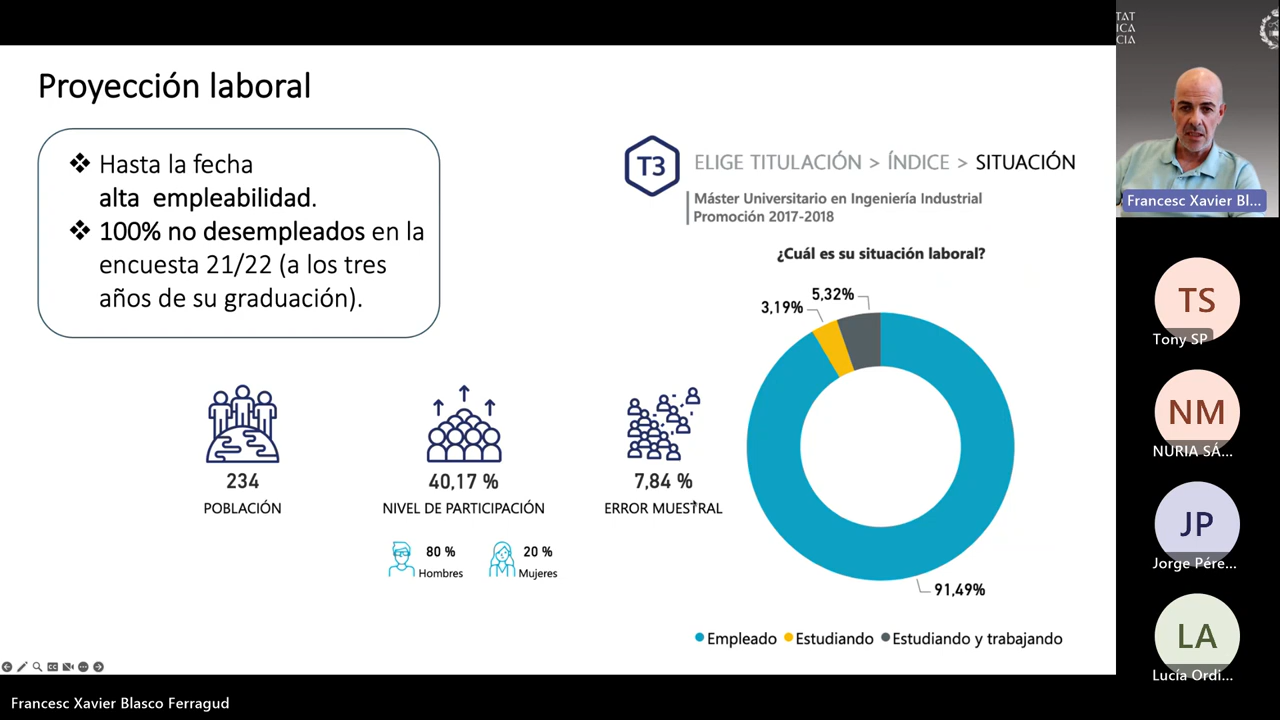 Proyección laboral
❖ Hasta la fecha
alta empleabilidad.
❖ 100% no desempleados en la
encuesta 21/22 (a los tres
años de su graduación).
T3
ELIGE TITULACIÓN > ÍNDICE > SITUACIÓN
Máster Universitario en Ingeniería Industrial
Promoción 2017-2018
¿Cuál es su situación laboral?
5,32%
3,19%
91,49%
Empleado Estudiando Estudiando y trabajando
234
POBLACIÓN
40,17 %
NIVEL DE PARTICIPACIÓN
80 %
Hombres
20 %
Mujeres
7,84 %
ERROR MUESTRAL
TAT
ICA
CIA
Francesc Xavier Bl...
TS
Tony SP
NM
NURIA SÁ...
JP
Jorge Pére...
LA
Lucía Ordi...
Francesc Xavier Blasco Ferragud